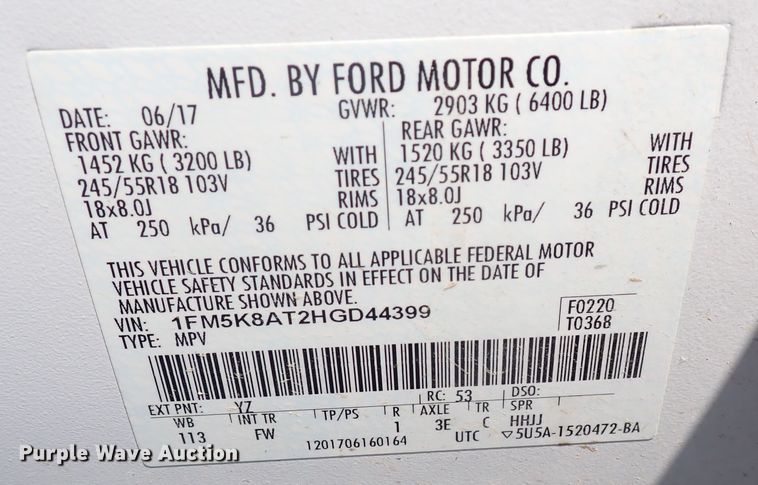 MFD. BY FORD MOTOR CO.
DATE: 06/17 GVWR: 2903 KG ( 6400 LB)
FRONT GAWR: REAR GAWR:
1452 KG ( 3200 LB) WITH 1520 KG ( 3350 LB) WITH
245/55R18 103V TIRES 245/55R18 103V TIRES
18x8.0J RIMS 18x8.0J RIMS
AT 250 kPa/ 36 PSI COLD AT 250 kPa/ 36 PSI COLD
THIS VEHICLE CONFORMS TO ALL APPLICABLE FEDERAL MOTOR
VEHICLE SAFETY STANDARDS IN EFFECT ON THE DATE OF
MANUFACTURE SHOWN ABOVE.
VIN: 1FM5K8AT2HGD44399 F0220
TYPE: MPV T0368
EXT PNT: YZ RC: 53 DSO:
WB INT TR TP/PS R AXLE TR SPR
113 FW 1 3E C HHJJ
1201706160164 UTC ▽5U5A-1520472-BA
Purple Wave Auction